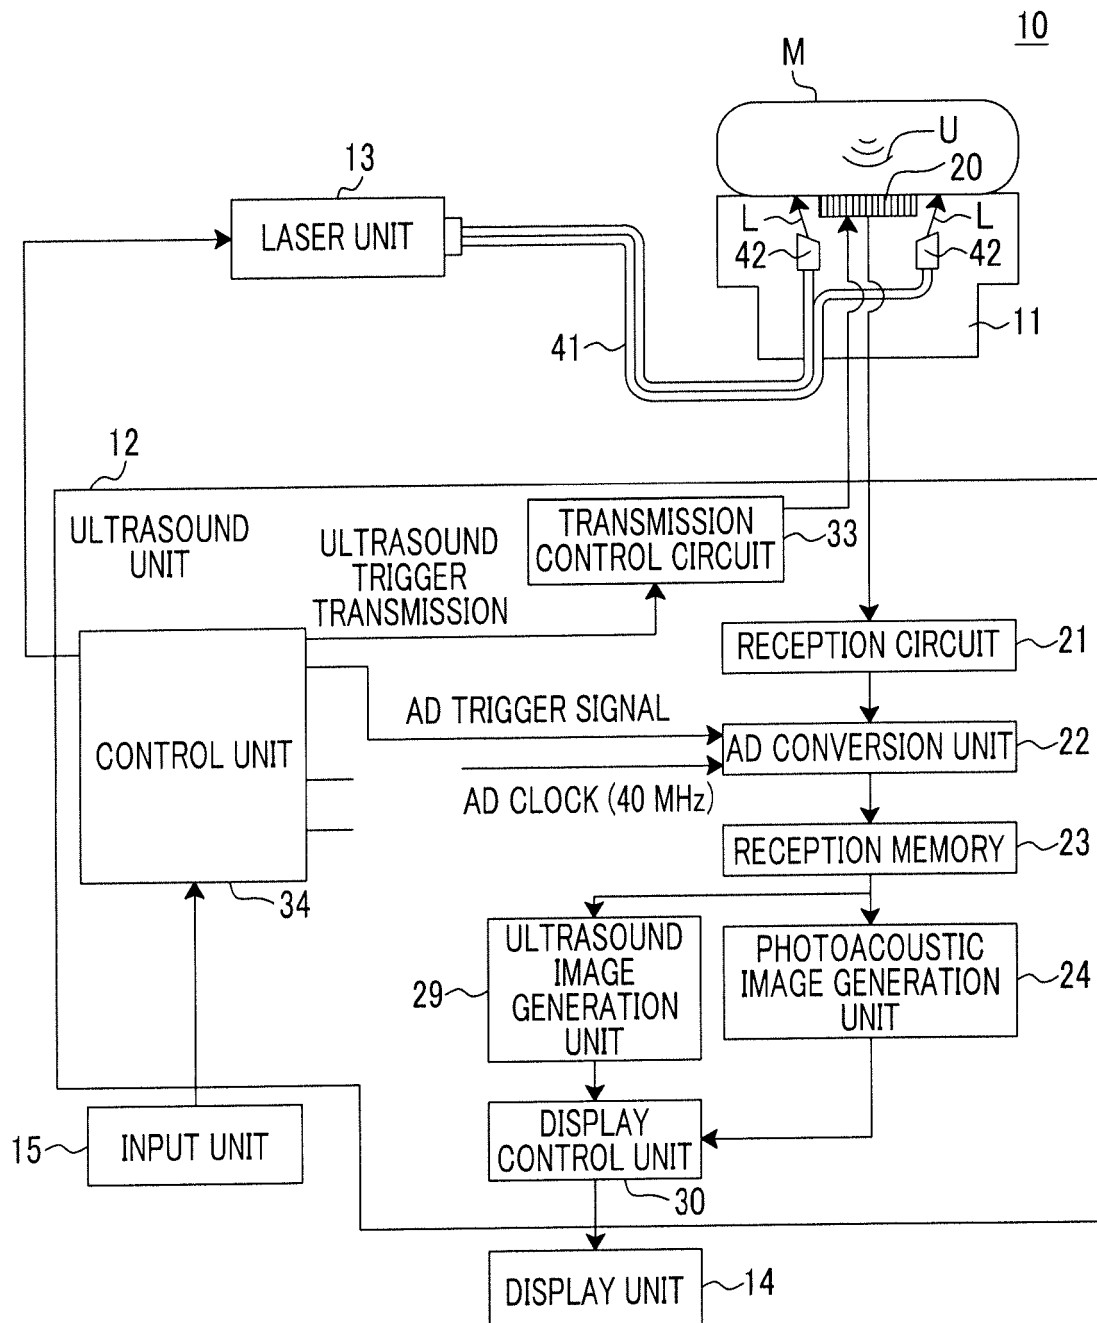 10
M
U
20
13
LASER UNIT
L
L
42
42
11
41
12
ULTRASOUND
UNIT
ULTRASOUND
TRIGGER
TRANSMISSION
TRANSMISSION
CONTROL CIRCUIT
33
RECEPTION CIRCUIT
21
CONTROL UNIT
AD TRIGGER SIGNAL
AD CONVERSION UNIT
22
AD CLOCK (40 MHz)
RECEPTION MEMORY
23
34
ULTRASOUND
IMAGE
GENERATION
UNIT
29
PHOTOACOUSTIC
IMAGE GENERATION
UNIT
24
15
INPUT UNIT
DISPLAY
CONTROL UNIT
30
DISPLAY UNIT
14